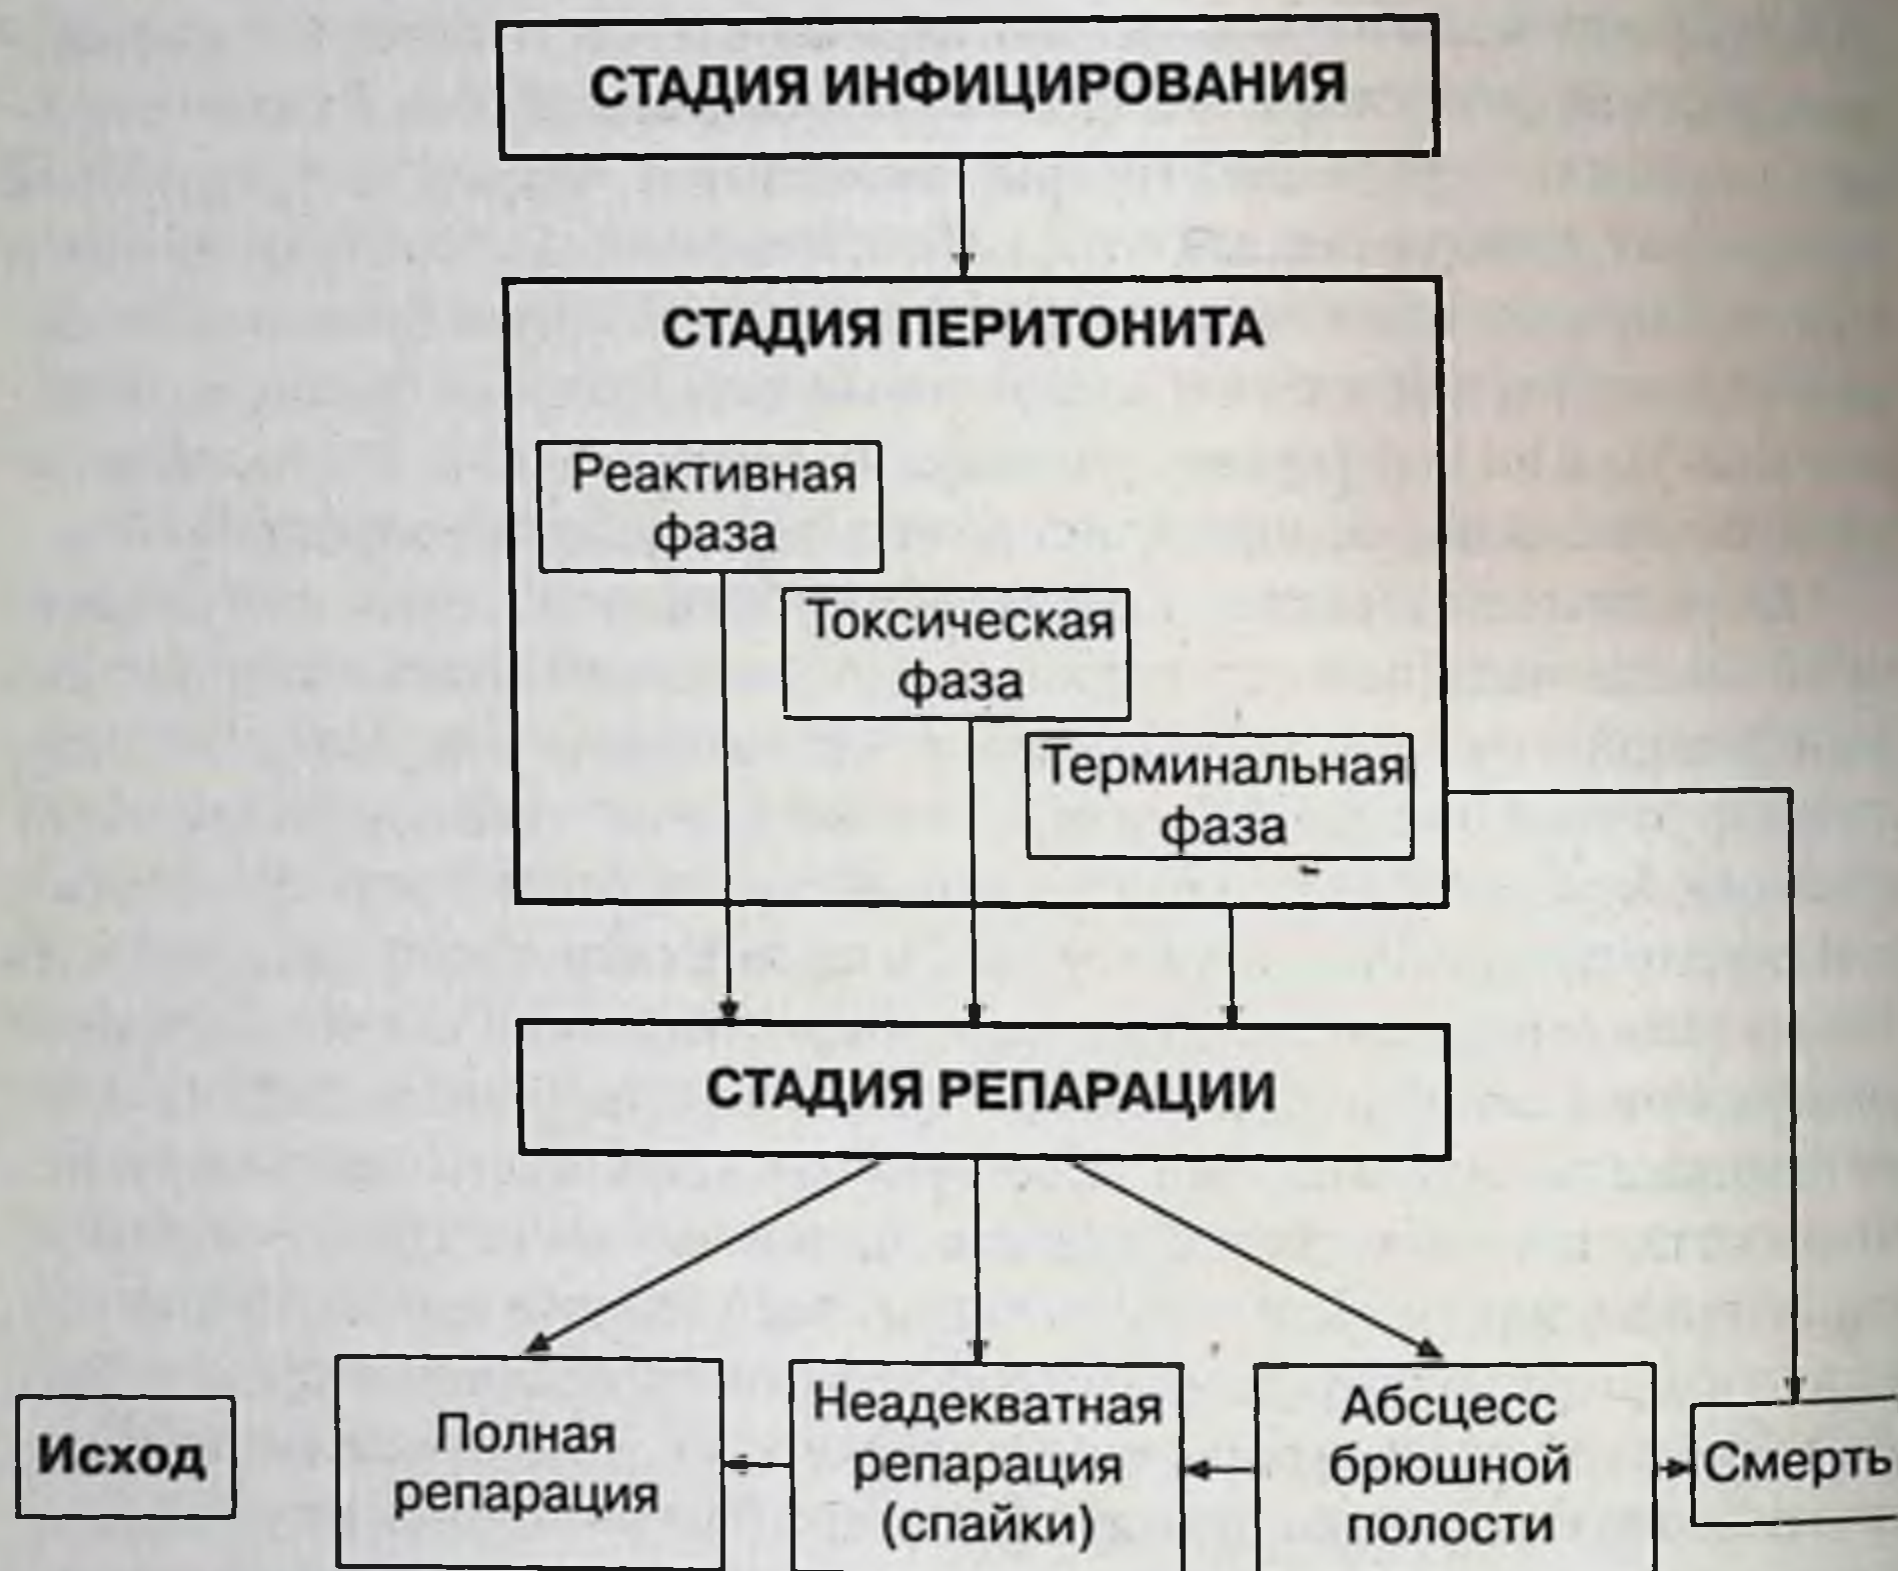 СТАДИЯ ИНФИЦИРОВАНИЯ
СТАДИЯ ПЕРИТОНИТА
Реактивная
фаза
Токсическая
фаза
Терминальная
фаза
СТАДИЯ РЕПАРАЦИИ
Исход
Полная
репарация
Неадекватная
репарация
(спайки)
Абсцесс
брюшной
полости
Смерть